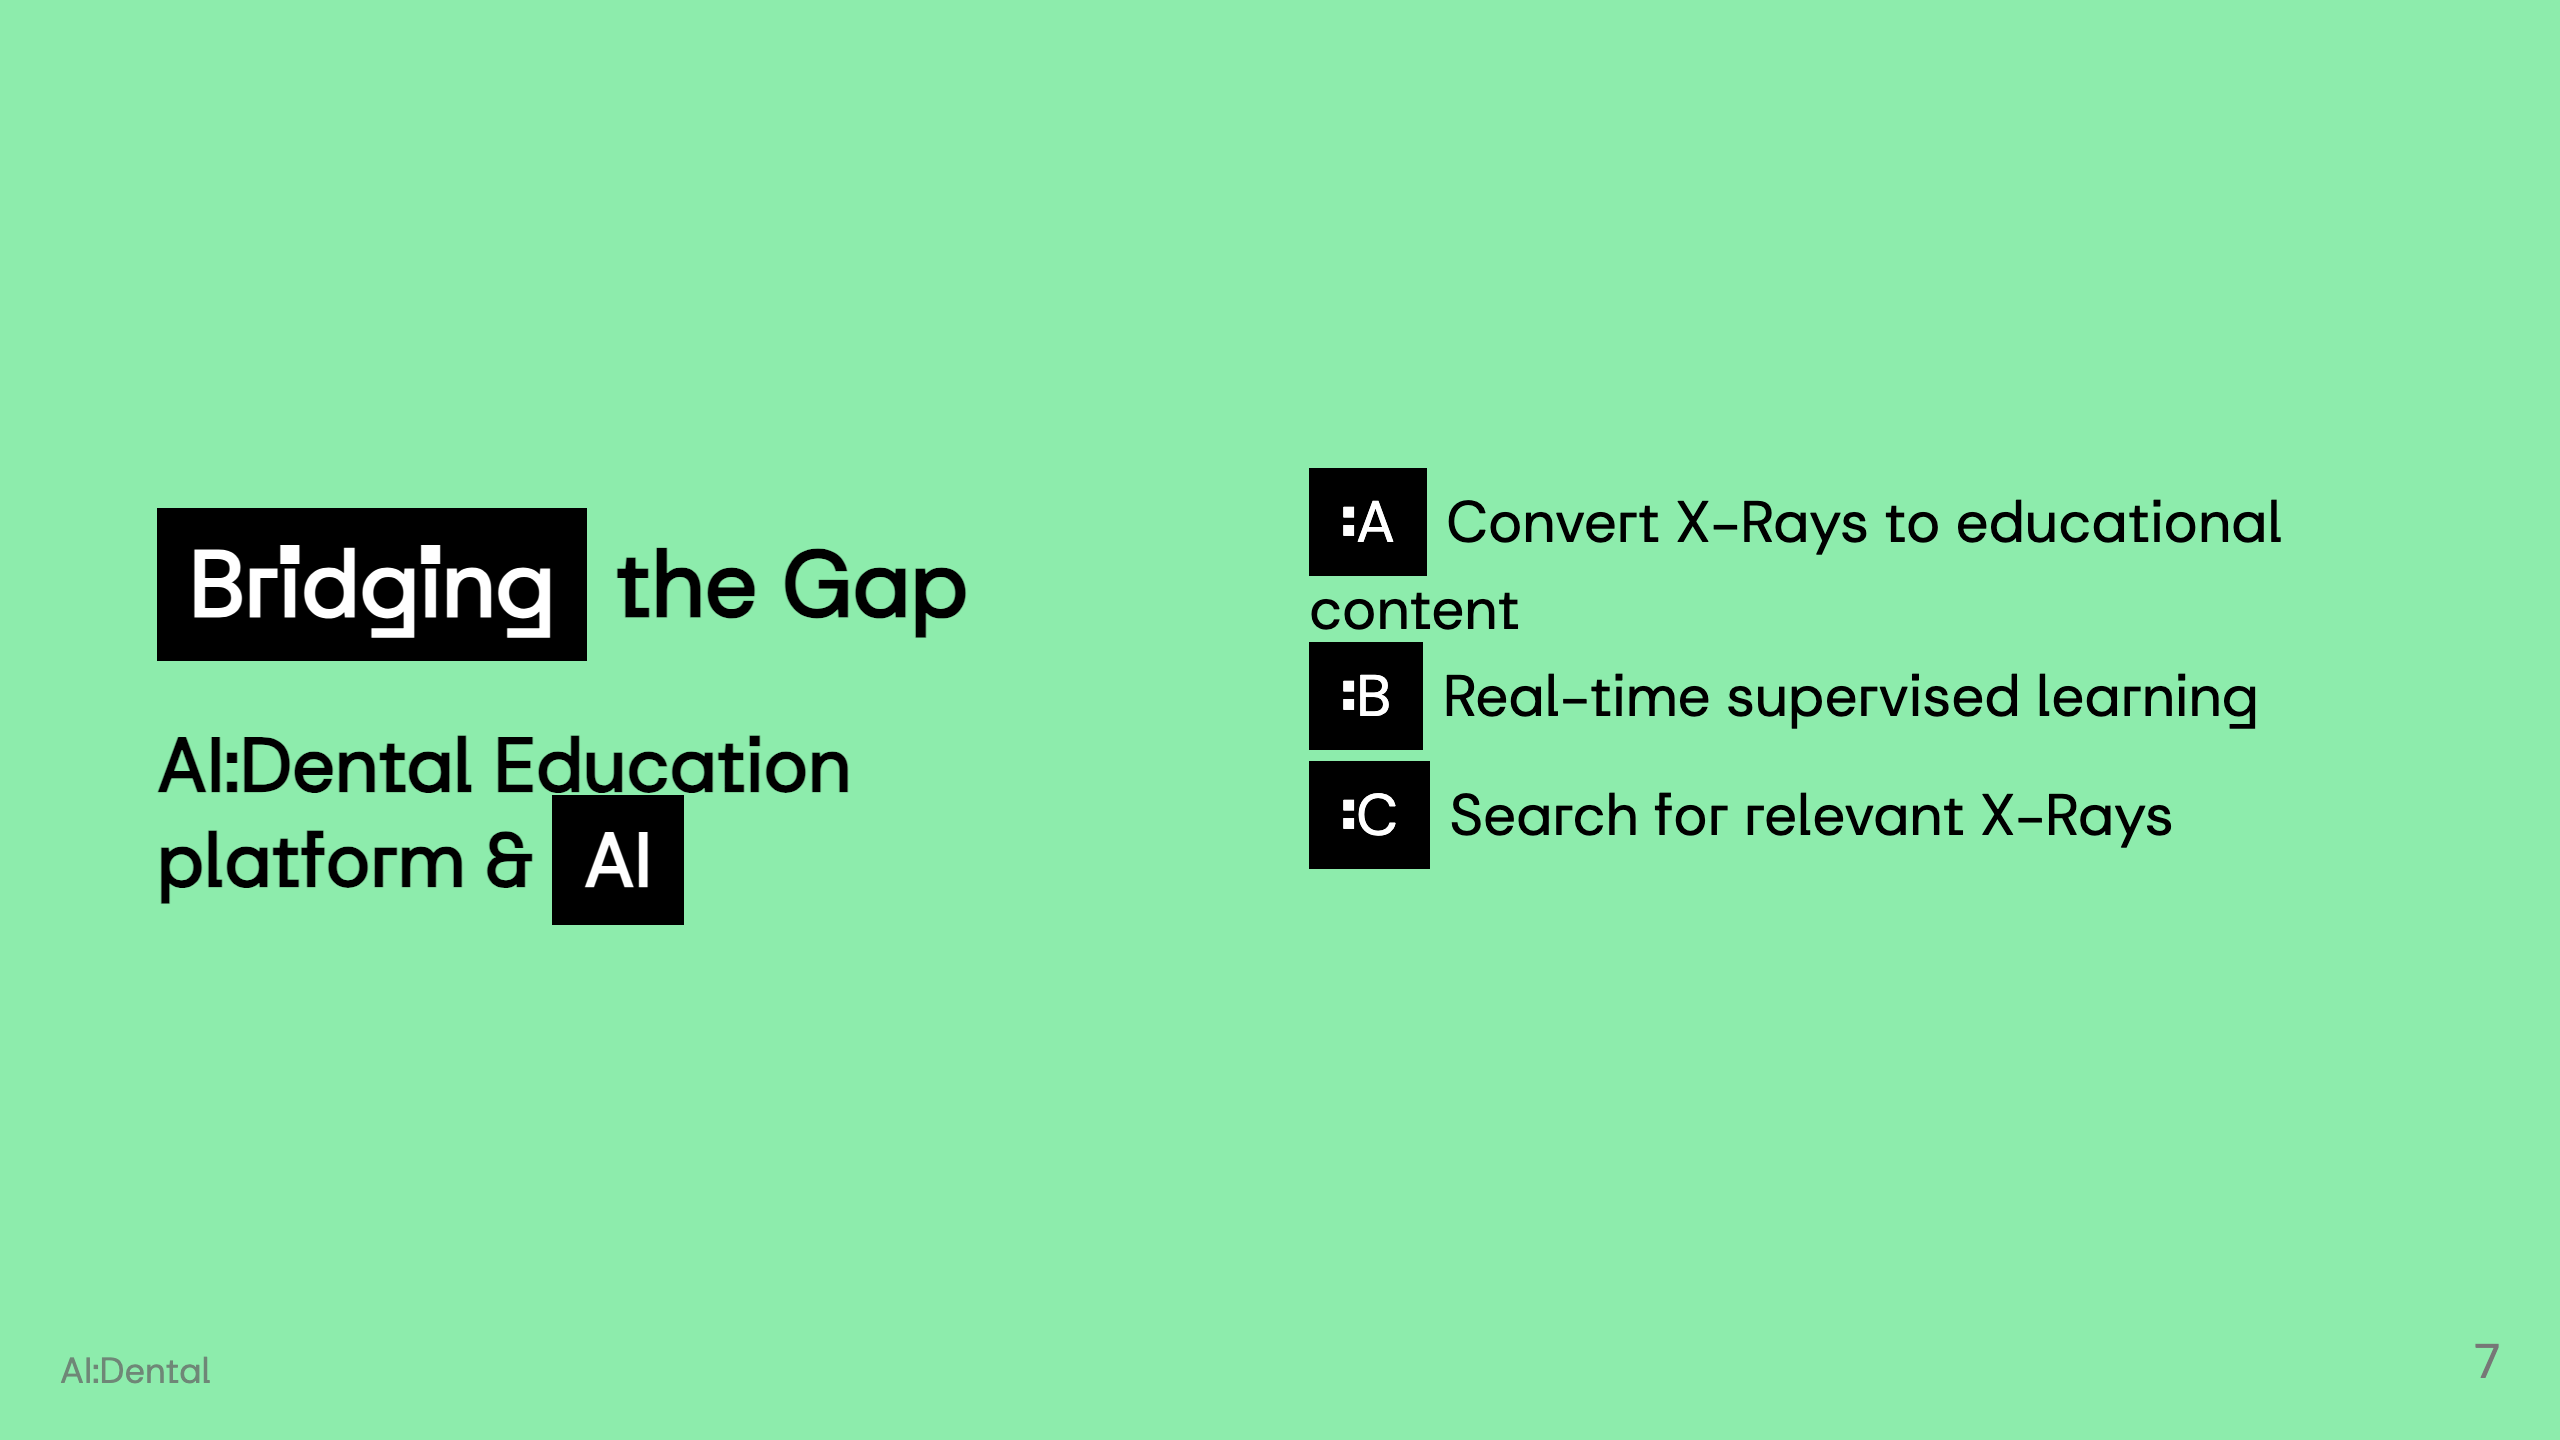 Bridging the Gap
AI:Dental Education
platform & AI
:A Convert X-Rays to educational
content
:B Real-time supervised learning
:C Search for relevant X-Rays
AI:Dental
7